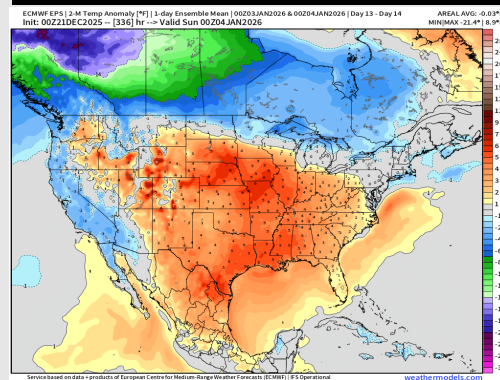 ECMWF EPS | 2-M Temp Anomaly [°F] | 1-day Ensemble Mean | 00Z03JAN2026 & 00Z04JAN2026 | Day 13 - Day 14
AREAL AVG: -0.03°
Init: 00Z21DEC2025 -- [336] hr --> Valid Sun 00Z04JAN2026
MIN|MAX -21.4° | 8.9°
Service based on data + products of European Centre for Medium-Range Weather Forecasts (ECMWF) | IFS Operational
weathermodels.com